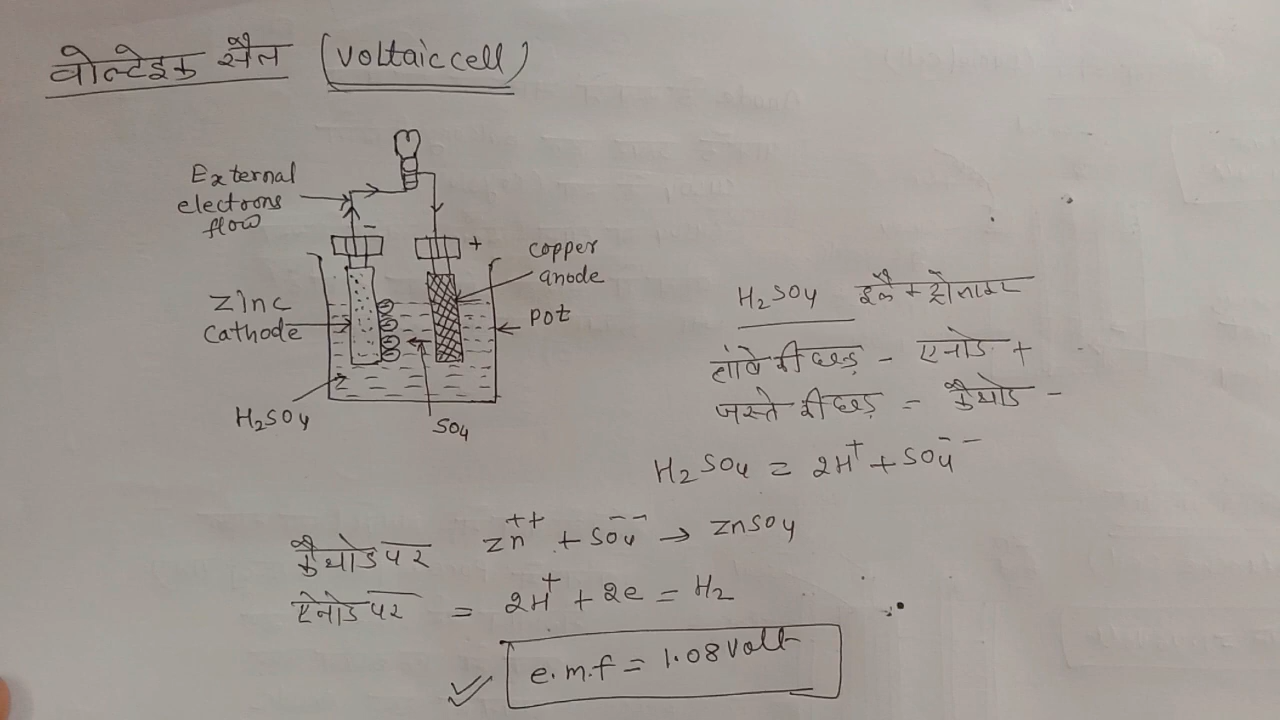 वोल्टेइक सैल (Voltaic cell)
External
electrons
flow
-
+
copper
anode
Zinc
cathode
pot
H₂SO₄
SO₄
H₂SO₄ इलैक्ट्रोलाइट
तांबे की छड़ - एनोड +
जस्ते की छड़ - कैथोड -
H₂SO₄ = 2H⁺ + SO₄⁻⁻
कैथोड पर Zn⁺⁺ + SO₄⁻⁻ → ZnSO₄
ऐनोड पर = 2H⁺ + 2e = H₂
e.m.f = 1.08 Volt